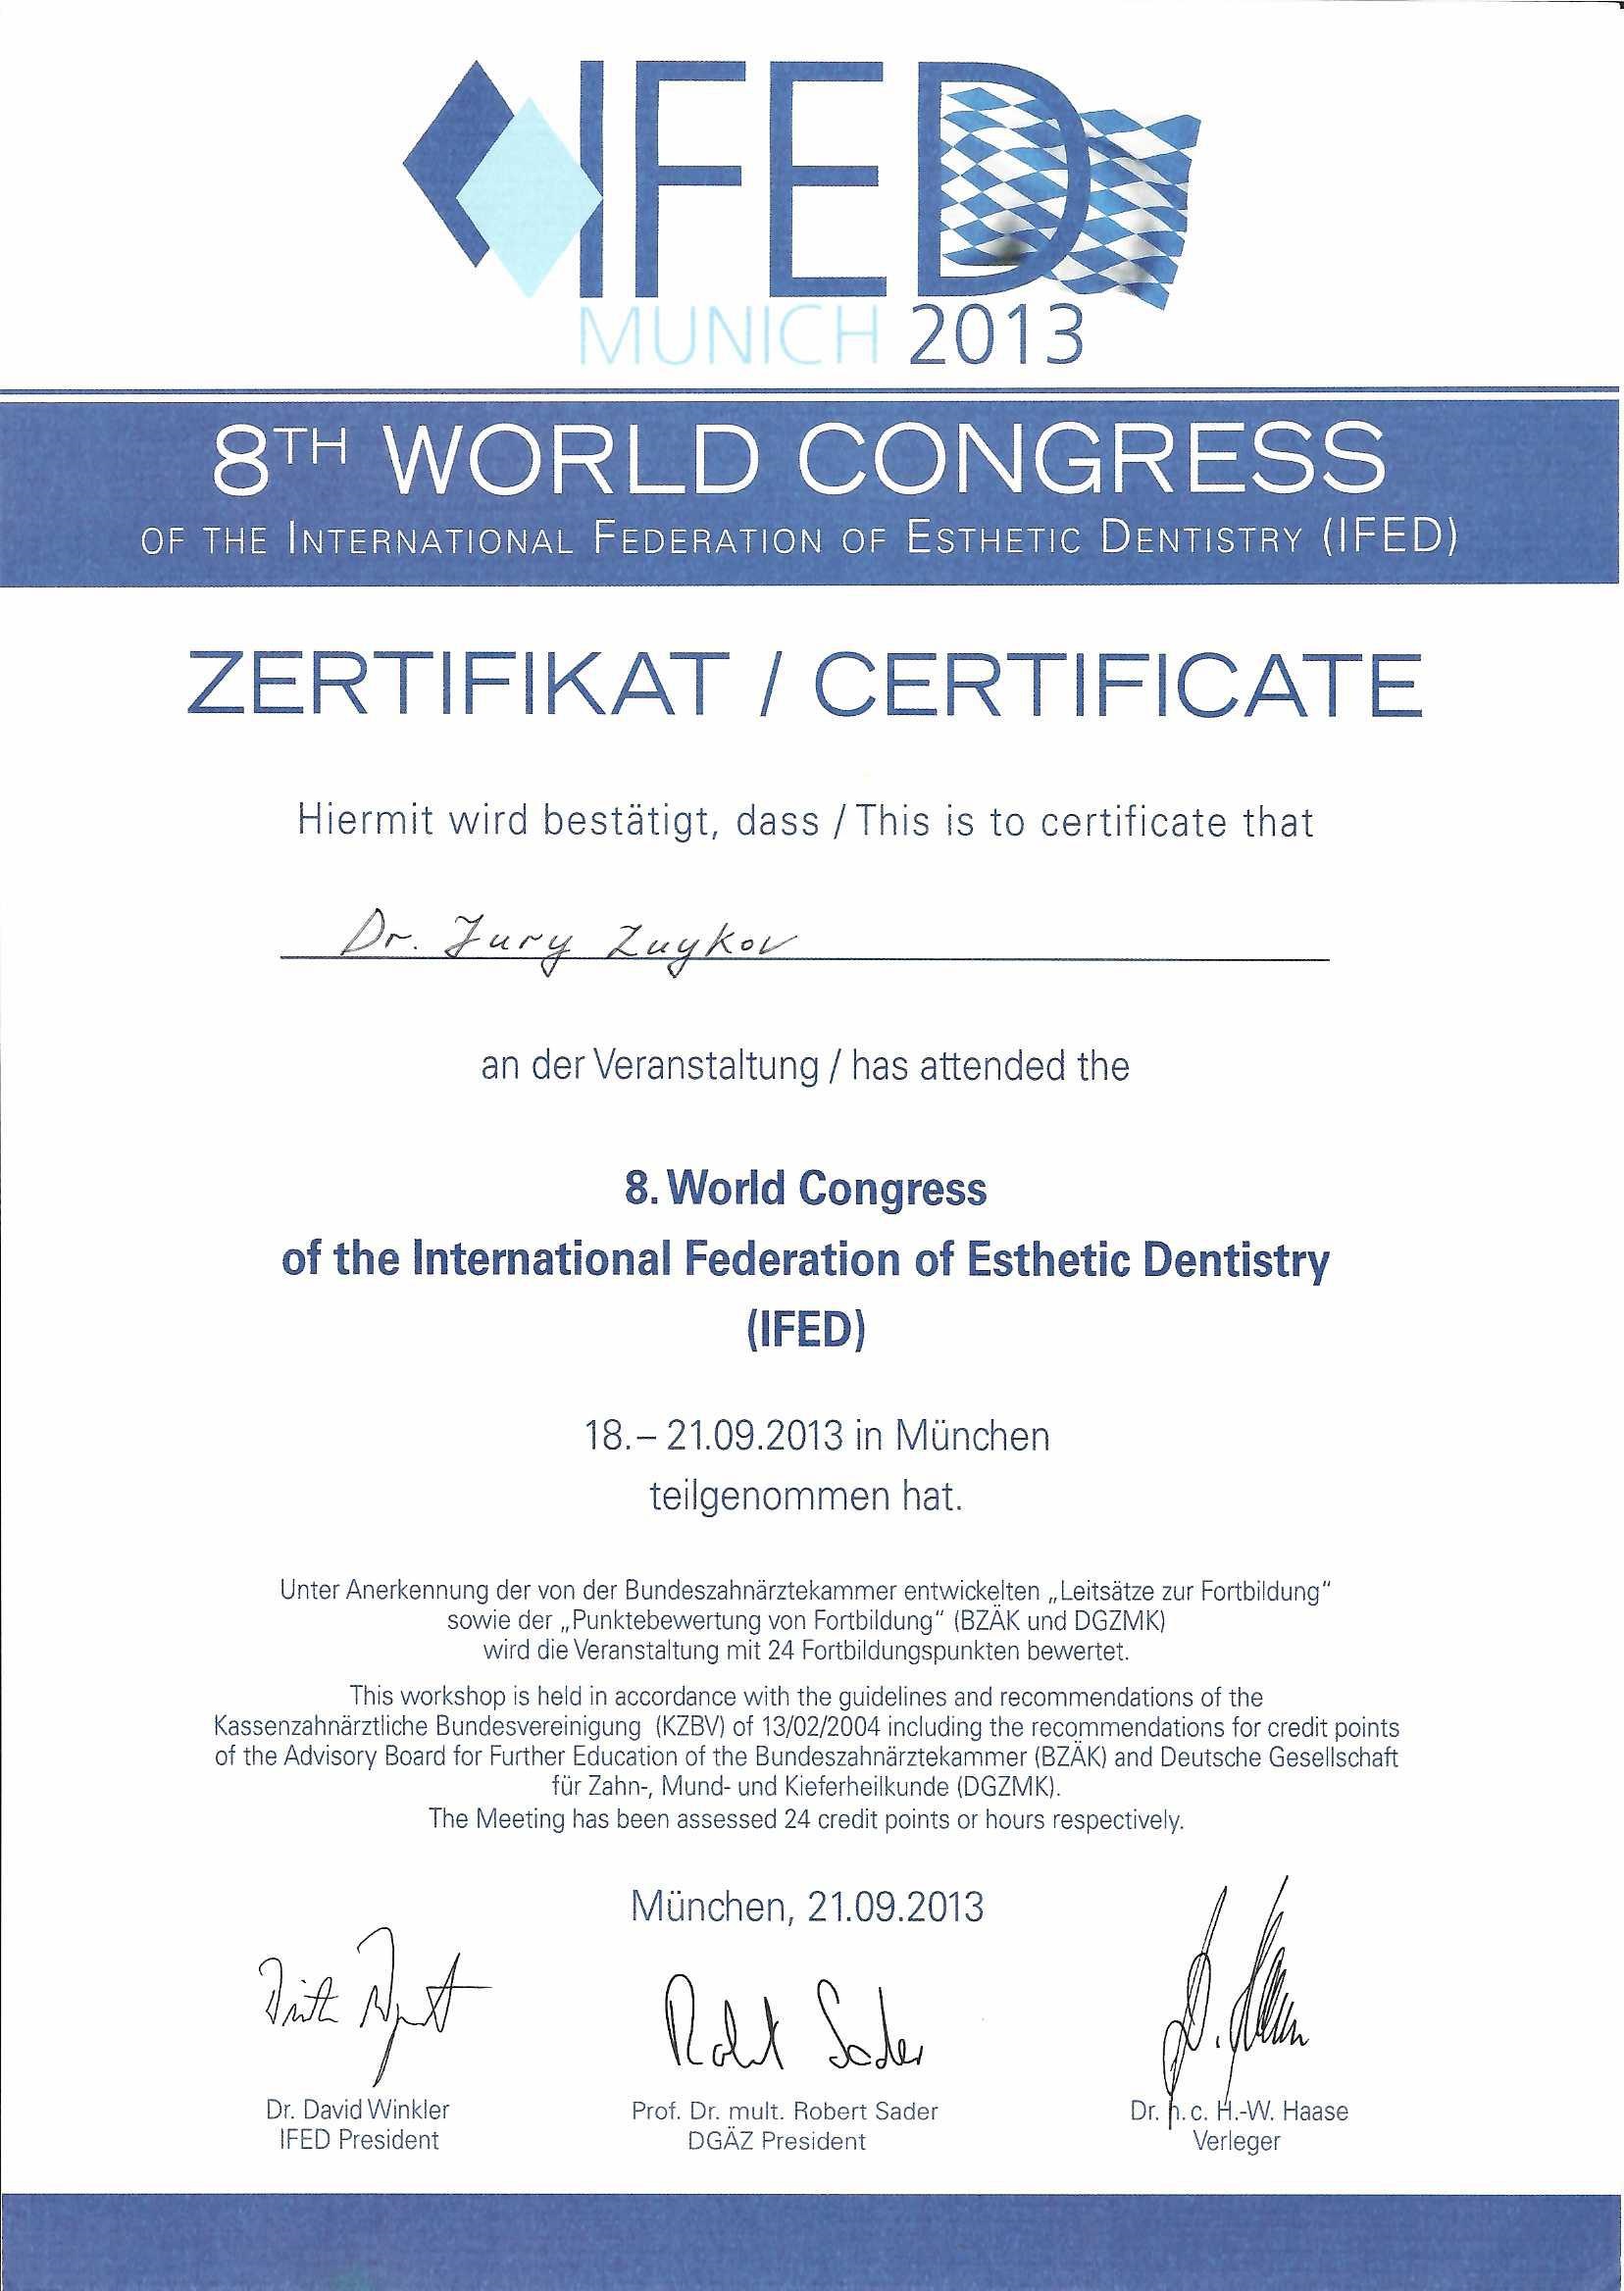 IFED
MUNICH 2013
8TH WORLD CONGRESS
OF THE INTERNATIONAL FEDERATION OF ESTHETIC DENTISTRY (IFED)
ZERTIFIKAT / CERTIFICATE
Hiermit wird bestätigt, dass / This is to certificate that
Dr. Jury Zuykov
an der Veranstaltung / has attended the
8. World Congress
of the International Federation of Esthetic Dentistry
(IFED)
18.– 21.09.2013 in München
teilgenommen hat.
Unter Anerkennung der von der Bundeszahnärztekammer entwickelten „Leitsätze zur Fortbildung"
sowie der „Punktebewertung von Fortbildung" (BZÄK und DGZMK)
wird die Veranstaltung mit 24 Fortbildungspunkten bewertet.
This workshop is held in accordance with the guidelines and recommendations of the
Kassenzahnärztliche Bundesvereinigung (KZBV) of 13/02/2004 including the recommendations for credit points
of the Advisory Board for Further Education of the Bundeszahnärztekammer (BZÄK) and Deutsche Gesellschaft
für Zahn-, Mund- und Kieferheilkunde (DGZMK).
The Meeting has been assessed 24 credit points or hours respectively.
München, 21.09.2013
Robert Sader
Dr. David Winkler
IFED President
Prof. Dr. mult. Robert Sader
DGÄZ President
Dr. h.c. H.-W. Haase
Verleger